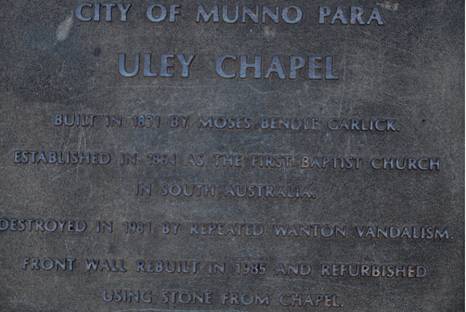 CITY OF MUNNO PARA
ULEY CHAPEL
BUILT IN 1851 BY MOSES BENDLE GARLICK.
ESTABLISHED IN 1851 AS THE FIRST BAPTIST CHURCH
IN SOUTH AUSTRALIA.
DESTROYED IN 1981 BY REPEATED WANTON VANDALISM.
FRONT WALL REBUILT IN 1985 AND REFURBISHED
USING STONE FROM CHAPEL.